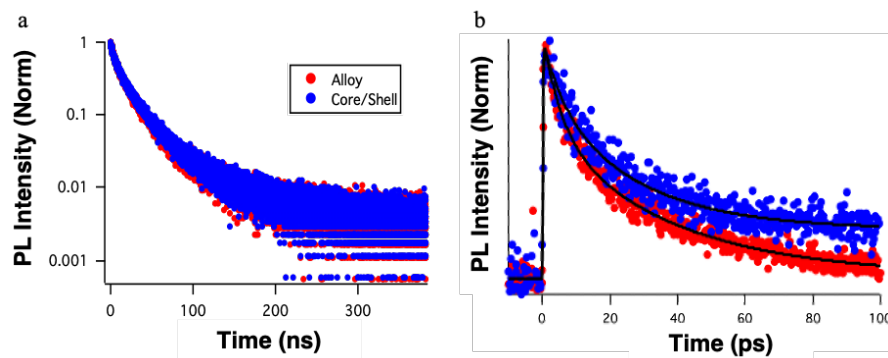 a
PL Intensity (Norm)
1
0.1
0.01
0.001
Alloy
Core/Shell
0
100
200
300
Time (ns)
b
PL Intensity (Norm)
0
20
40
60
80
100
Time (ps)